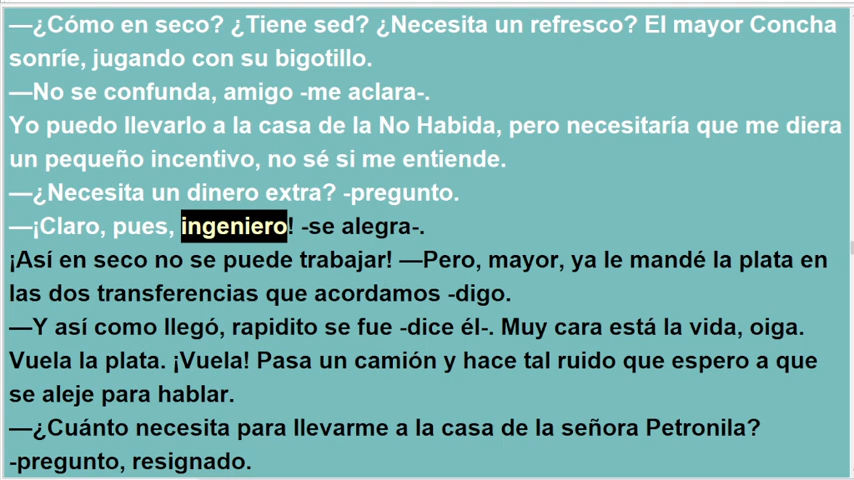 —¿Cómo en seco? ¿Tiene sed? ¿Necesita un refresco? El mayor Concha
sonríe, jugando con su bigotillo.
—No se confunda, amigo -me aclara-.
Yo puedo llevarlo a la casa de la No Habida, pero necesitaría que me diera
un pequeño incentivo, no sé si me entiende.
—¿Necesita un dinero extra? -pregunto.
—¡Claro, pues, ingeniero! -se alegra-.
¡Así en seco no se puede trabajar! —Pero, mayor, ya le mandé la plata en
las dos transferencias que acordamos -digo.
—Y así como llegó, rapidito se fue -dice él-. Muy cara está la vida, oiga.
Vuela la plata. ¡Vuela! Pasa un camión y hace tal ruido que espero a que
se aleje para hablar.
—¿Cuánto necesita para llevarme a la casa de la señora Petronila?
-pregunto, resignado.